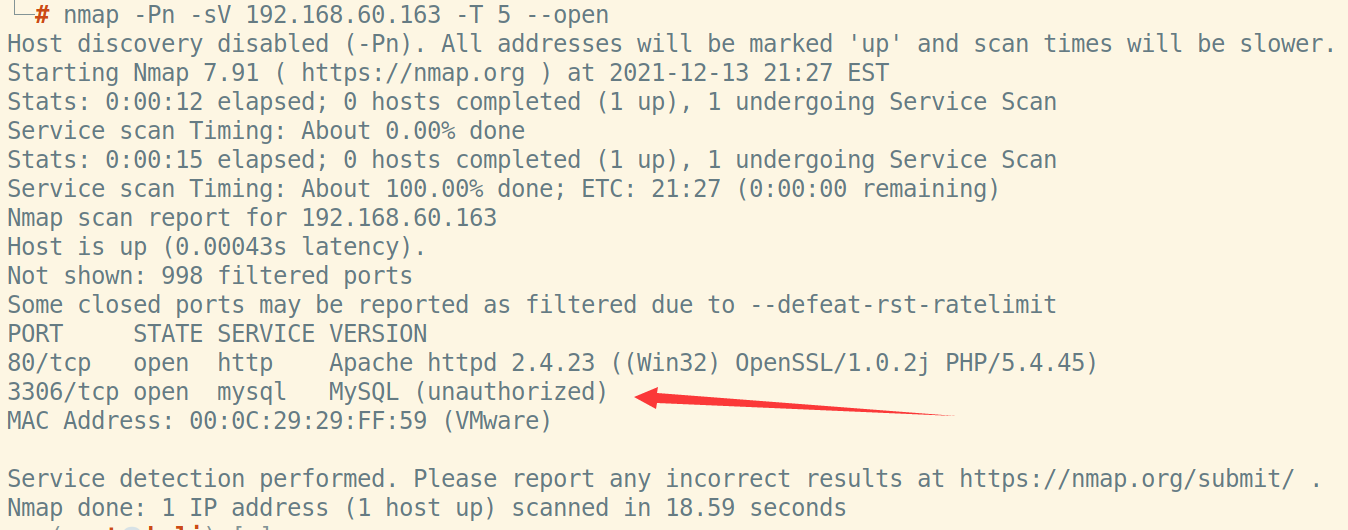 # nmap -Pn -sV 192.168.60.163 -T 5 --open
Host discovery disabled (-Pn). All addresses will be marked 'up' and scan times will be slower.
Starting Nmap 7.91 ( https://nmap.org ) at 2021-12-13 21:27 EST
Stats: 0:00:12 elapsed; 0 hosts completed (1 up), 1 undergoing Service Scan
Service scan Timing: About 0.00% done
Stats: 0:00:15 elapsed; 0 hosts completed (1 up), 1 undergoing Service Scan
Service scan Timing: About 100.00% done; ETC: 21:27 (0:00:00 remaining)
Nmap scan report for 192.168.60.163
Host is up (0.00043s latency).
Not shown: 998 filtered ports
Some closed ports may be reported as filtered due to --defeat-rst-ratelimit
PORT     STATE SERVICE VERSION
80/tcp   open  http    Apache httpd 2.4.23 ((Win32) OpenSSL/1.0.2j PHP/5.4.45)
3306/tcp open  mysql   MySQL (unauthorized)
MAC Address: 00:0C:29:29:FF:59 (VMware)
Service detection performed. Please report any incorrect results at https://nmap.org/submit/ .
Nmap done: 1 IP address (1 host up) scanned in 18.59 seconds